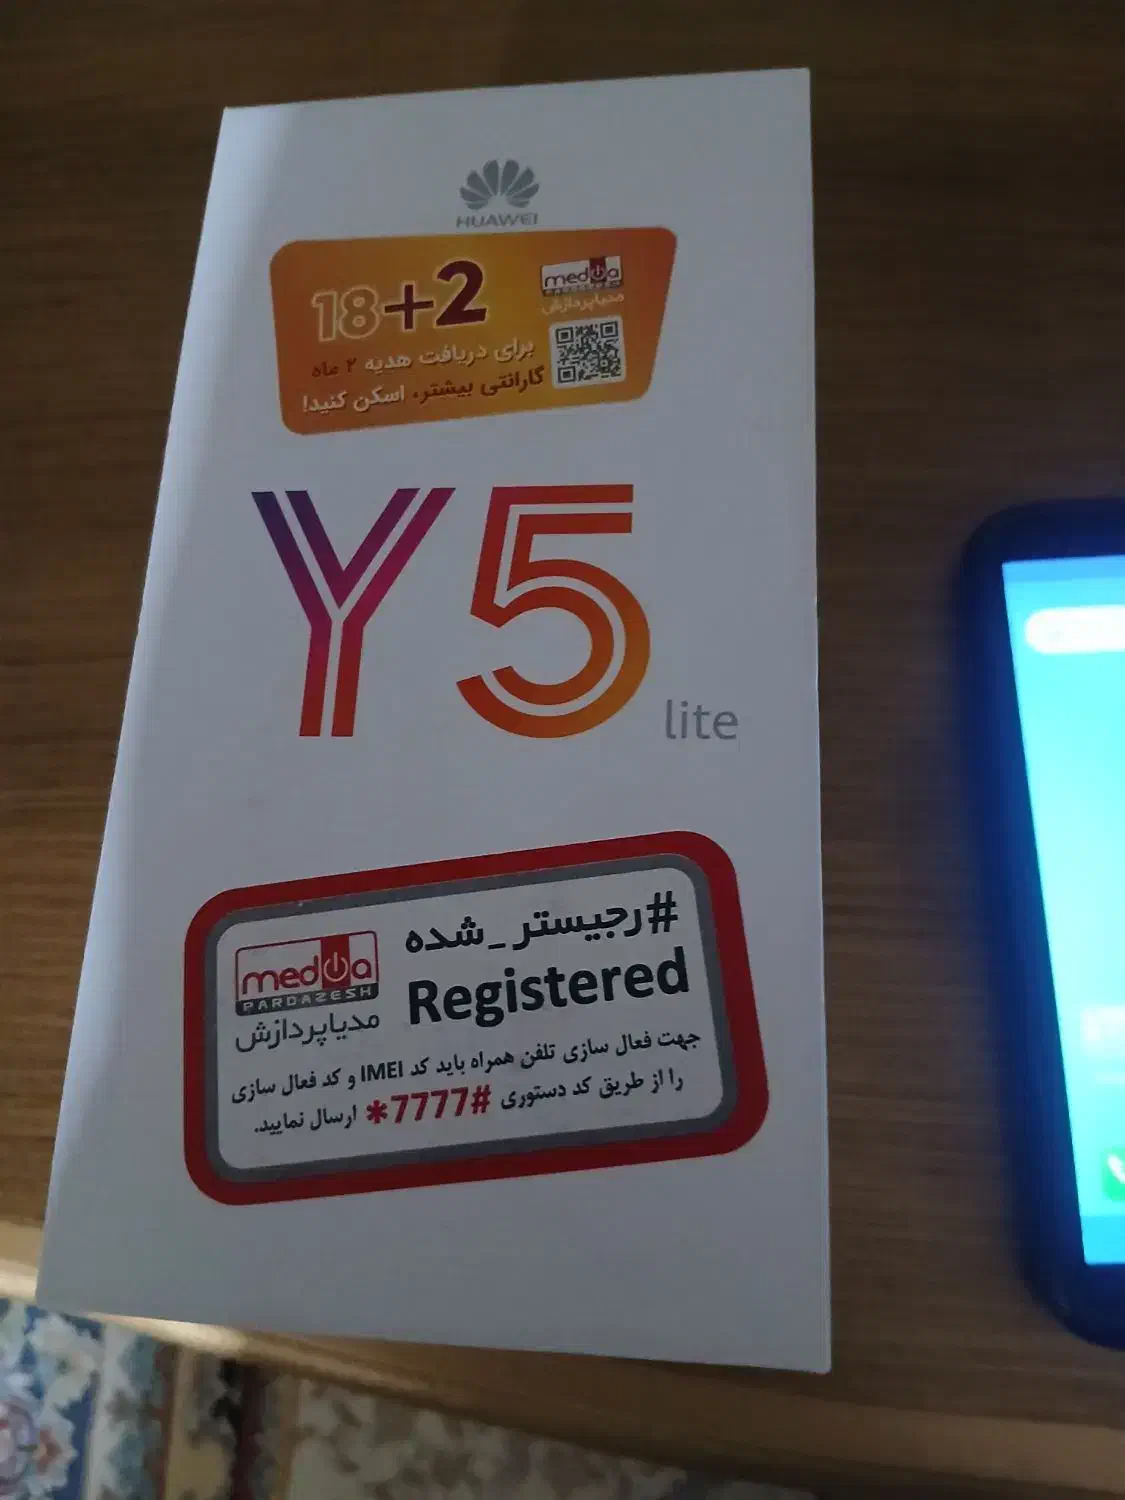 HUAWEI
18+2
media
PARDAZESH
مدیاپردازش
برای دریافت هدیه ۲ ماه
گارانتی بیشتر، اسکن کنید!
Y5 lite
#رجیستر_شده
Registered
media
PARDAZESH
مدیاپردازش
جهت فعال سازی تلفن همراه باید کد IMEI و کد فعال سازی
را از طریق کد دستوری #7777* ارسال نمایید.